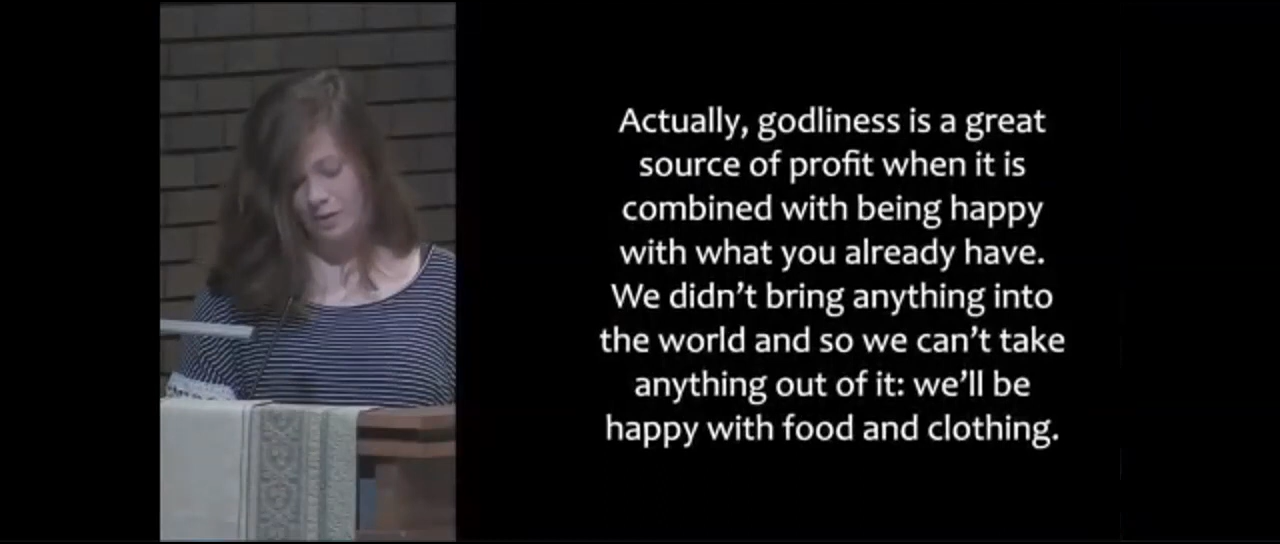 Actually, godliness is a great
source of profit when it is
combined with being happy
with what you already have.
We didn't bring anything into
the world and so we can't take
anything out of it: we'll be
happy with food and clothing.